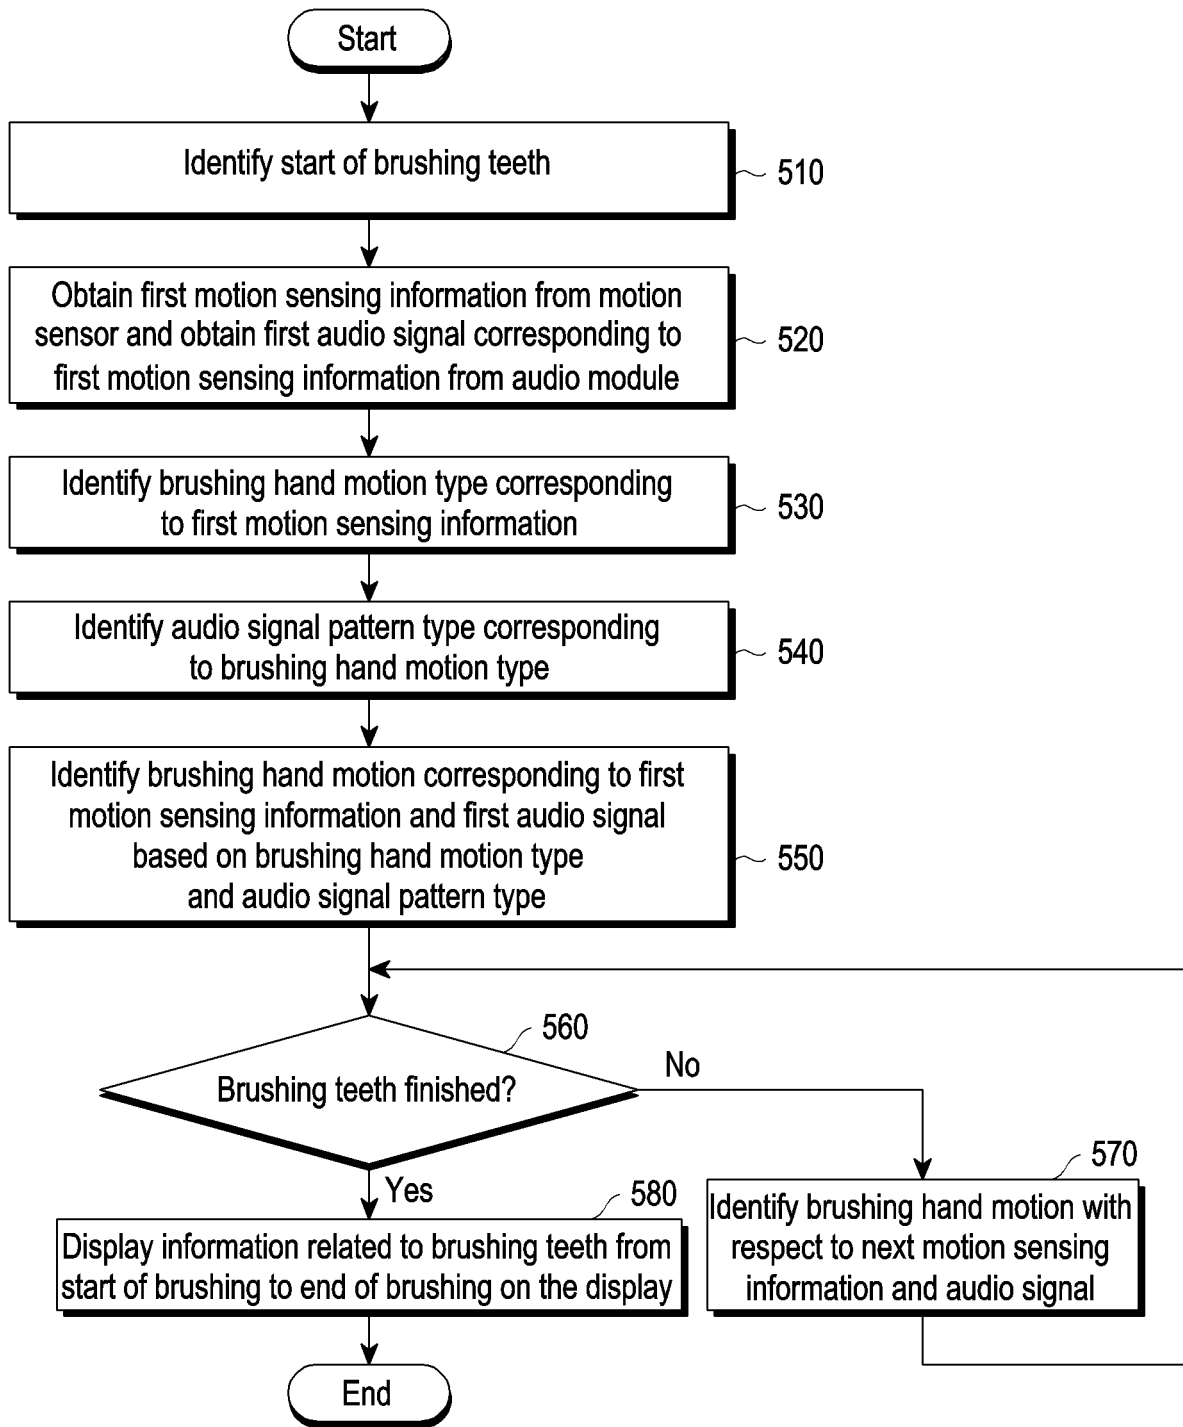 Start
Identify start of brushing teeth
510
Obtain first motion sensing information from motion
sensor and obtain first audio signal corresponding to
first motion sensing information from audio module
520
Identify brushing hand motion type corresponding
to first motion sensing information
530
Identify audio signal pattern type corresponding
to brushing hand motion type
540
Identify brushing hand motion corresponding to first
motion sensing information and first audio signal
based on brushing hand motion type
and audio signal pattern type
550
560
Brushing teeth finished?
No
Yes
570
Identify brushing hand motion with
respect to next motion sensing
information and audio signal
580
Display information related to brushing teeth from
start of brushing to end of brushing on the display
End